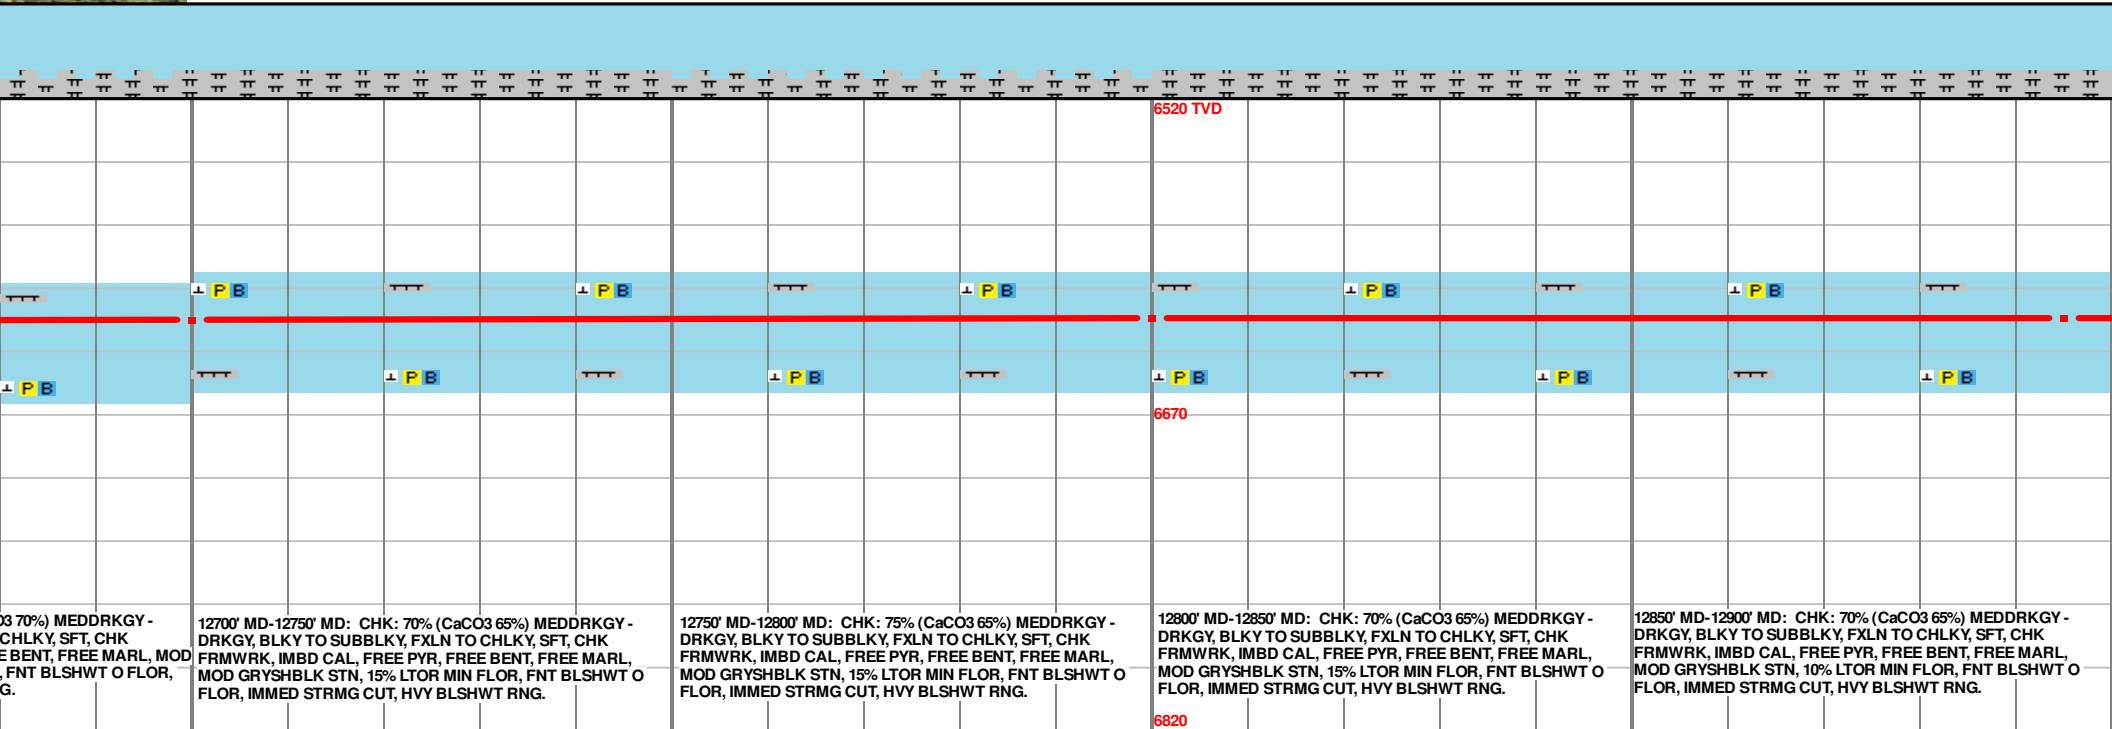 6520 TVD
P B
P B
P B
P B
P B
P B
P B
P B
P B
P B
P B
6670
O3 70%) MEDDRKGY -
CHLKY, SFT, CHK
E BENT, FREE MARL, MOD
, FNT BLSHWT O FLOR,
G.
12700' MD-12750' MD: CHK: 70% (CaCO3 65%) MEDDRKGY -
DRKGY, BLKY TO SUBBLKY, FXLN TO CHLKY, SFT, CHK
FRMWRK, IMBD CAL, FREE PYR, FREE BENT, FREE MARL,
MOD GRYSHBLK STN, 15% LTOR MIN FLOR, FNT BLSHWT O
FLOR, IMMED STRMG CUT, HVY BLSHWT RNG.
12750' MD-12800' MD: CHK: 75% (CaCO3 65%) MEDDRKGY -
DRKGY, BLKY TO SUBBLKY, FXLN TO CHLKY, SFT, CHK
FRMWRK, IMBD CAL, FREE PYR, FREE BENT, FREE MARL,
MOD GRYSHBLK STN, 15% LTOR MIN FLOR, FNT BLSHWT O
FLOR, IMMED STRMG CUT, HVY BLSHWT RNG.
12800' MD-12850' MD: CHK: 70% (CaCO3 65%) MEDDRKGY -
DRKGY, BLKY TO SUBBLKY, FXLN TO CHLKY, SFT, CHK
FRMWRK, IMBD CAL, FREE PYR, FREE BENT, FREE MARL,
MOD GRYSHBLK STN, 15% LTOR MIN FLOR, FNT BLSHWT O
FLOR, IMMED STRMG CUT, HVY BLSHWT RNG.
12850' MD-12900' MD: CHK: 70% (CaCO3 65%) MEDDRKGY -
DRKGY, BLKY TO SUBBLKY, FXLN TO CHLKY, SFT, CHK
FRMWRK, IMBD CAL, FREE PYR, FREE BENT, FREE MARL,
MOD GRYSHBLK STN, 10% LTOR MIN FLOR, FNT BLSHWT O
FLOR, IMMED STRMG CUT, HVY BLSHWT RNG.
6820